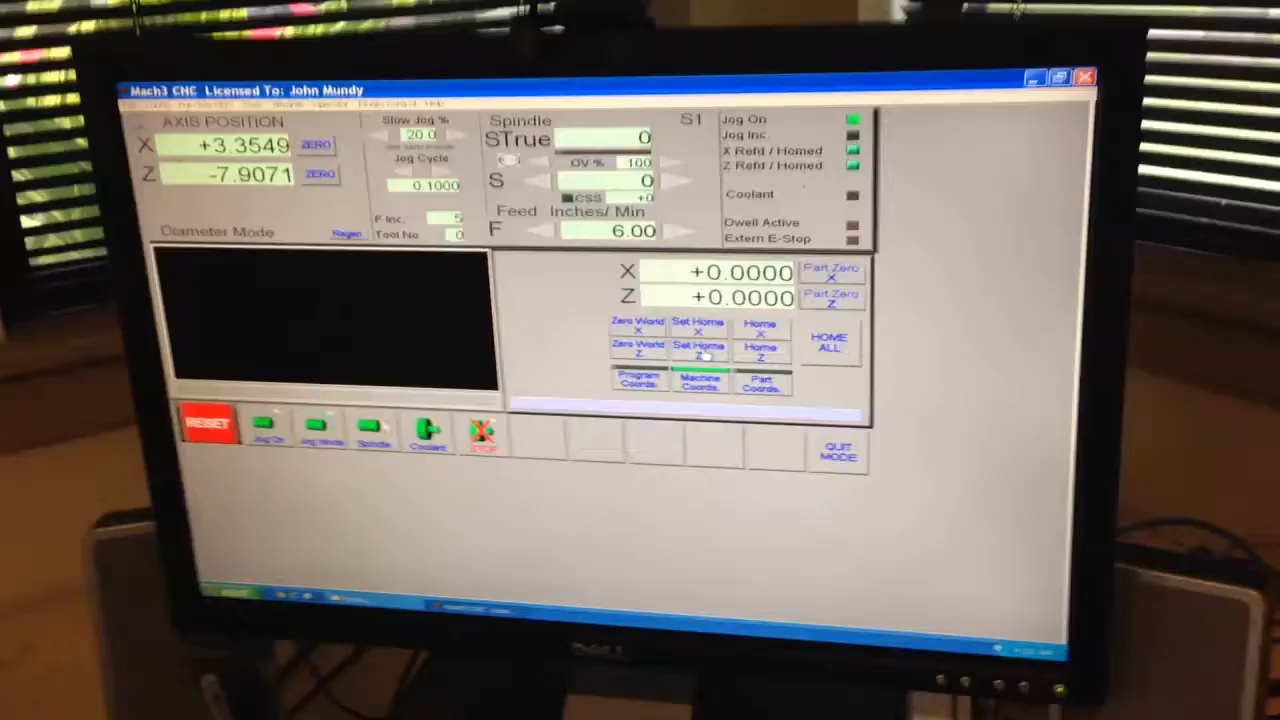 Mach3 CNC Licensed To: John Mundy
Help
AXIS POSITION
X +3.3549 ZERO
Z -7.9071 ZERO
Diameter Mode Regen
Slow Jog %
20.0
Jog Cycle
0.1000
F Inc. 5
Tool No 0
Spindle S1
STrue 0
OV % 100
S 0
CSS +0
Feed Inches/ Min
F 6.00
Jog On
Jog Inc.
X Refd / Homed
Z Refd / Homed
Coolant
Dwell Active
Extern E-Stop
X +0.0000 Part Zero X
Z +0.0000 Part Zero Z
Zero World X
Set Home X
Home X
Zero World Z
Set Home Z
Home Z
HOME ALL
Program Coords.
Machine Coords.
Part Coords.
RESET
Jog On
Jog Mode
Spindle
Coolant
STOP
QUIT MODE
DELL